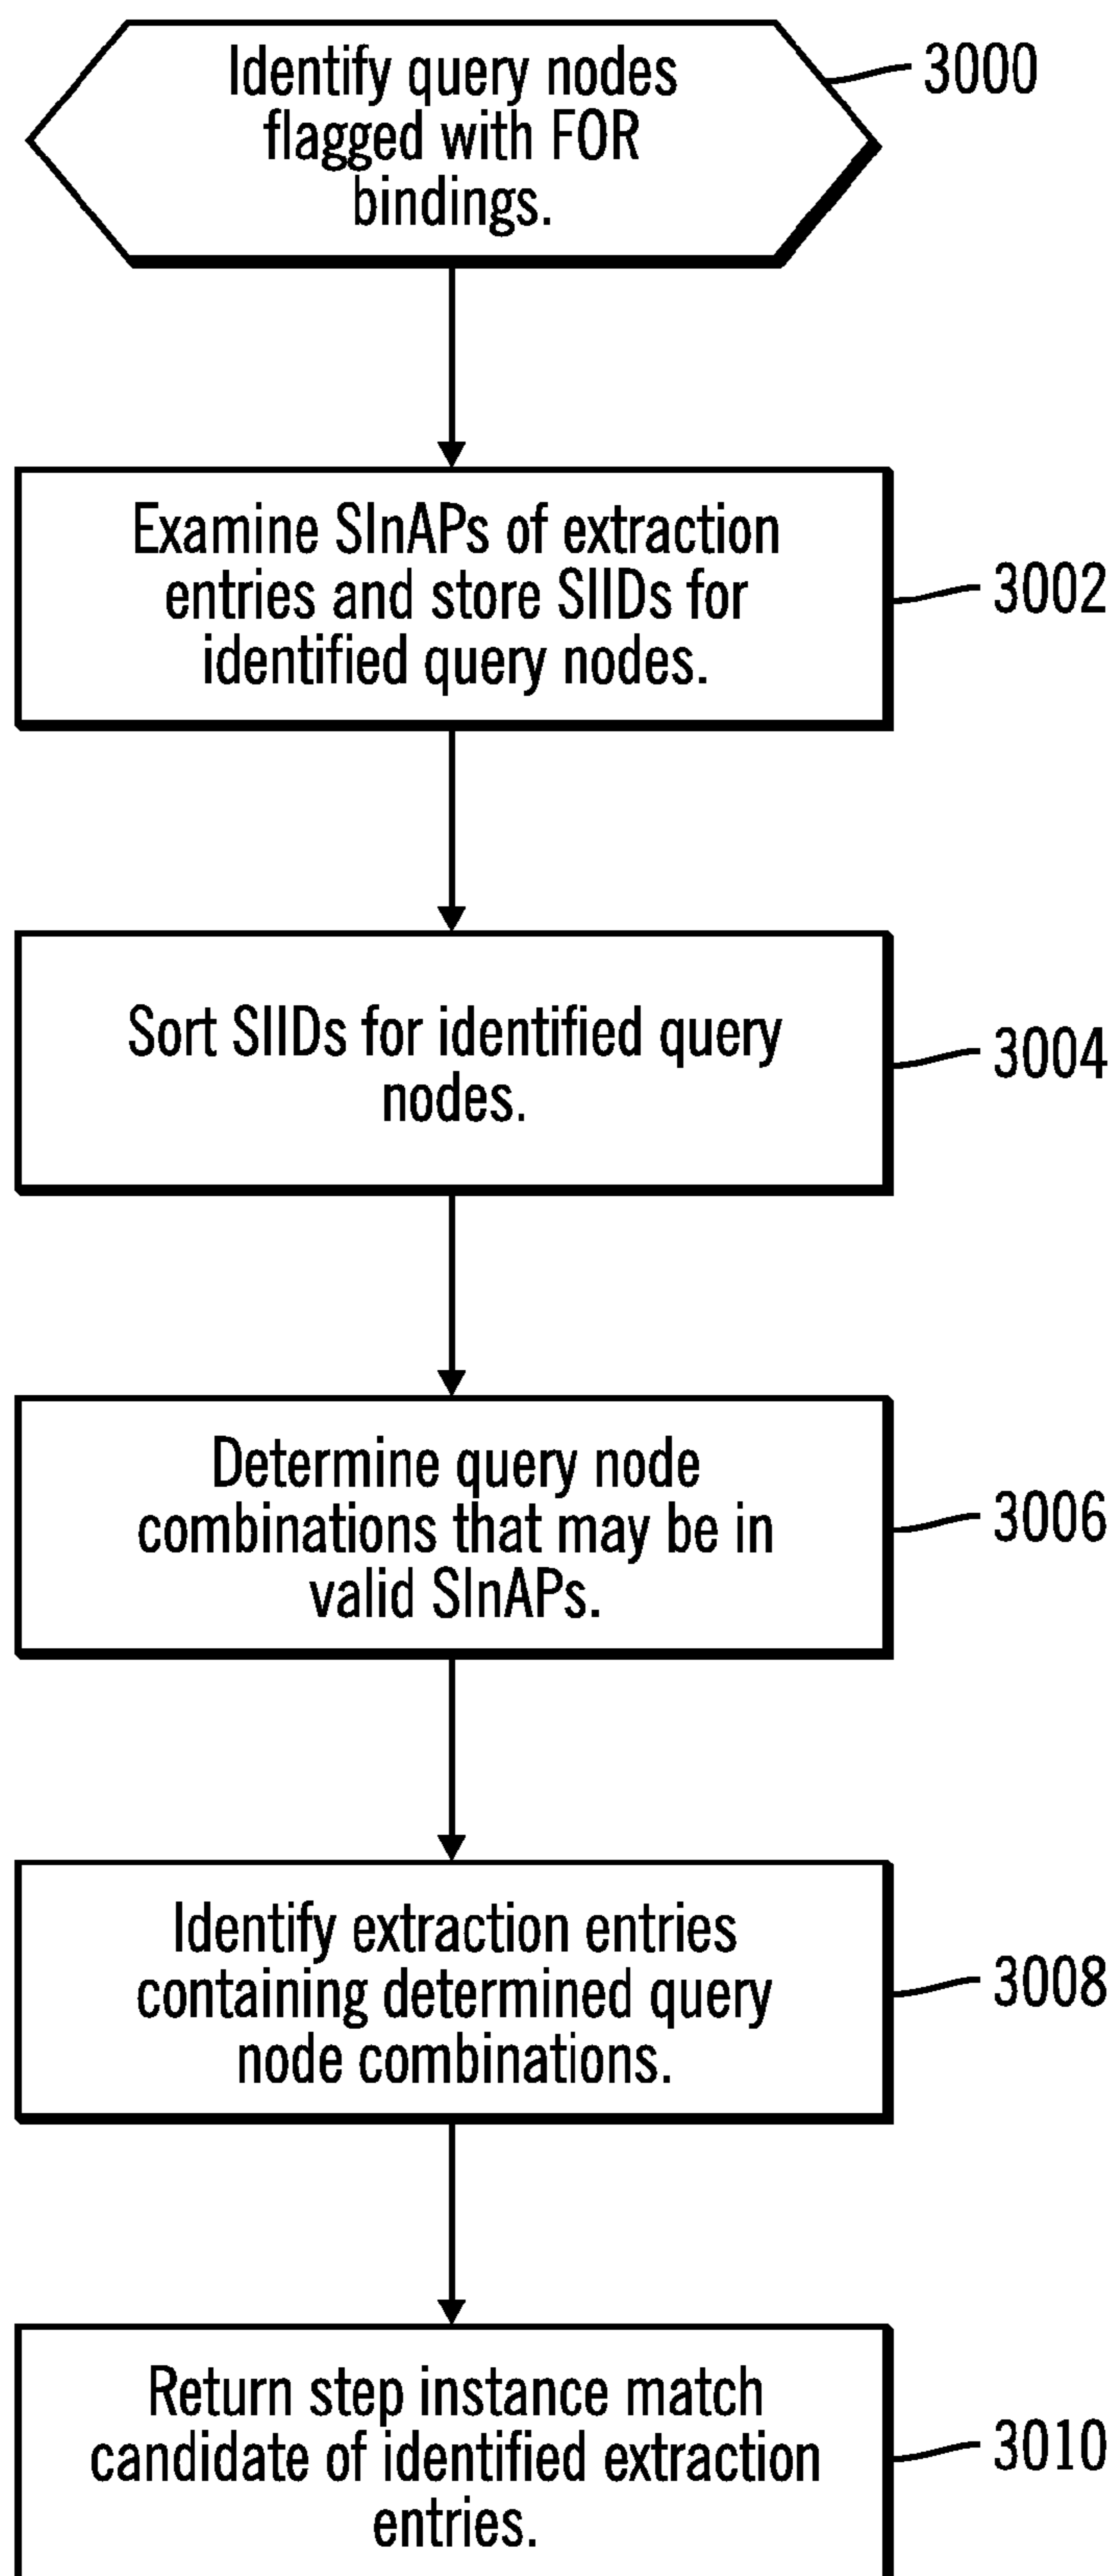 Identify query nodes
flagged with FOR
bindings.
3000
Examine SInAPs of extraction
entries and store SIIDs for
identified query nodes.
3002
Sort SIIDs for identified query
nodes.
3004
Determine query node
combinations that may be in
valid SInAPs.
3006
Identify extraction entries
containing determined query
node combinations.
3008
Return step instance match
candidate of identified extraction
entries.
3010